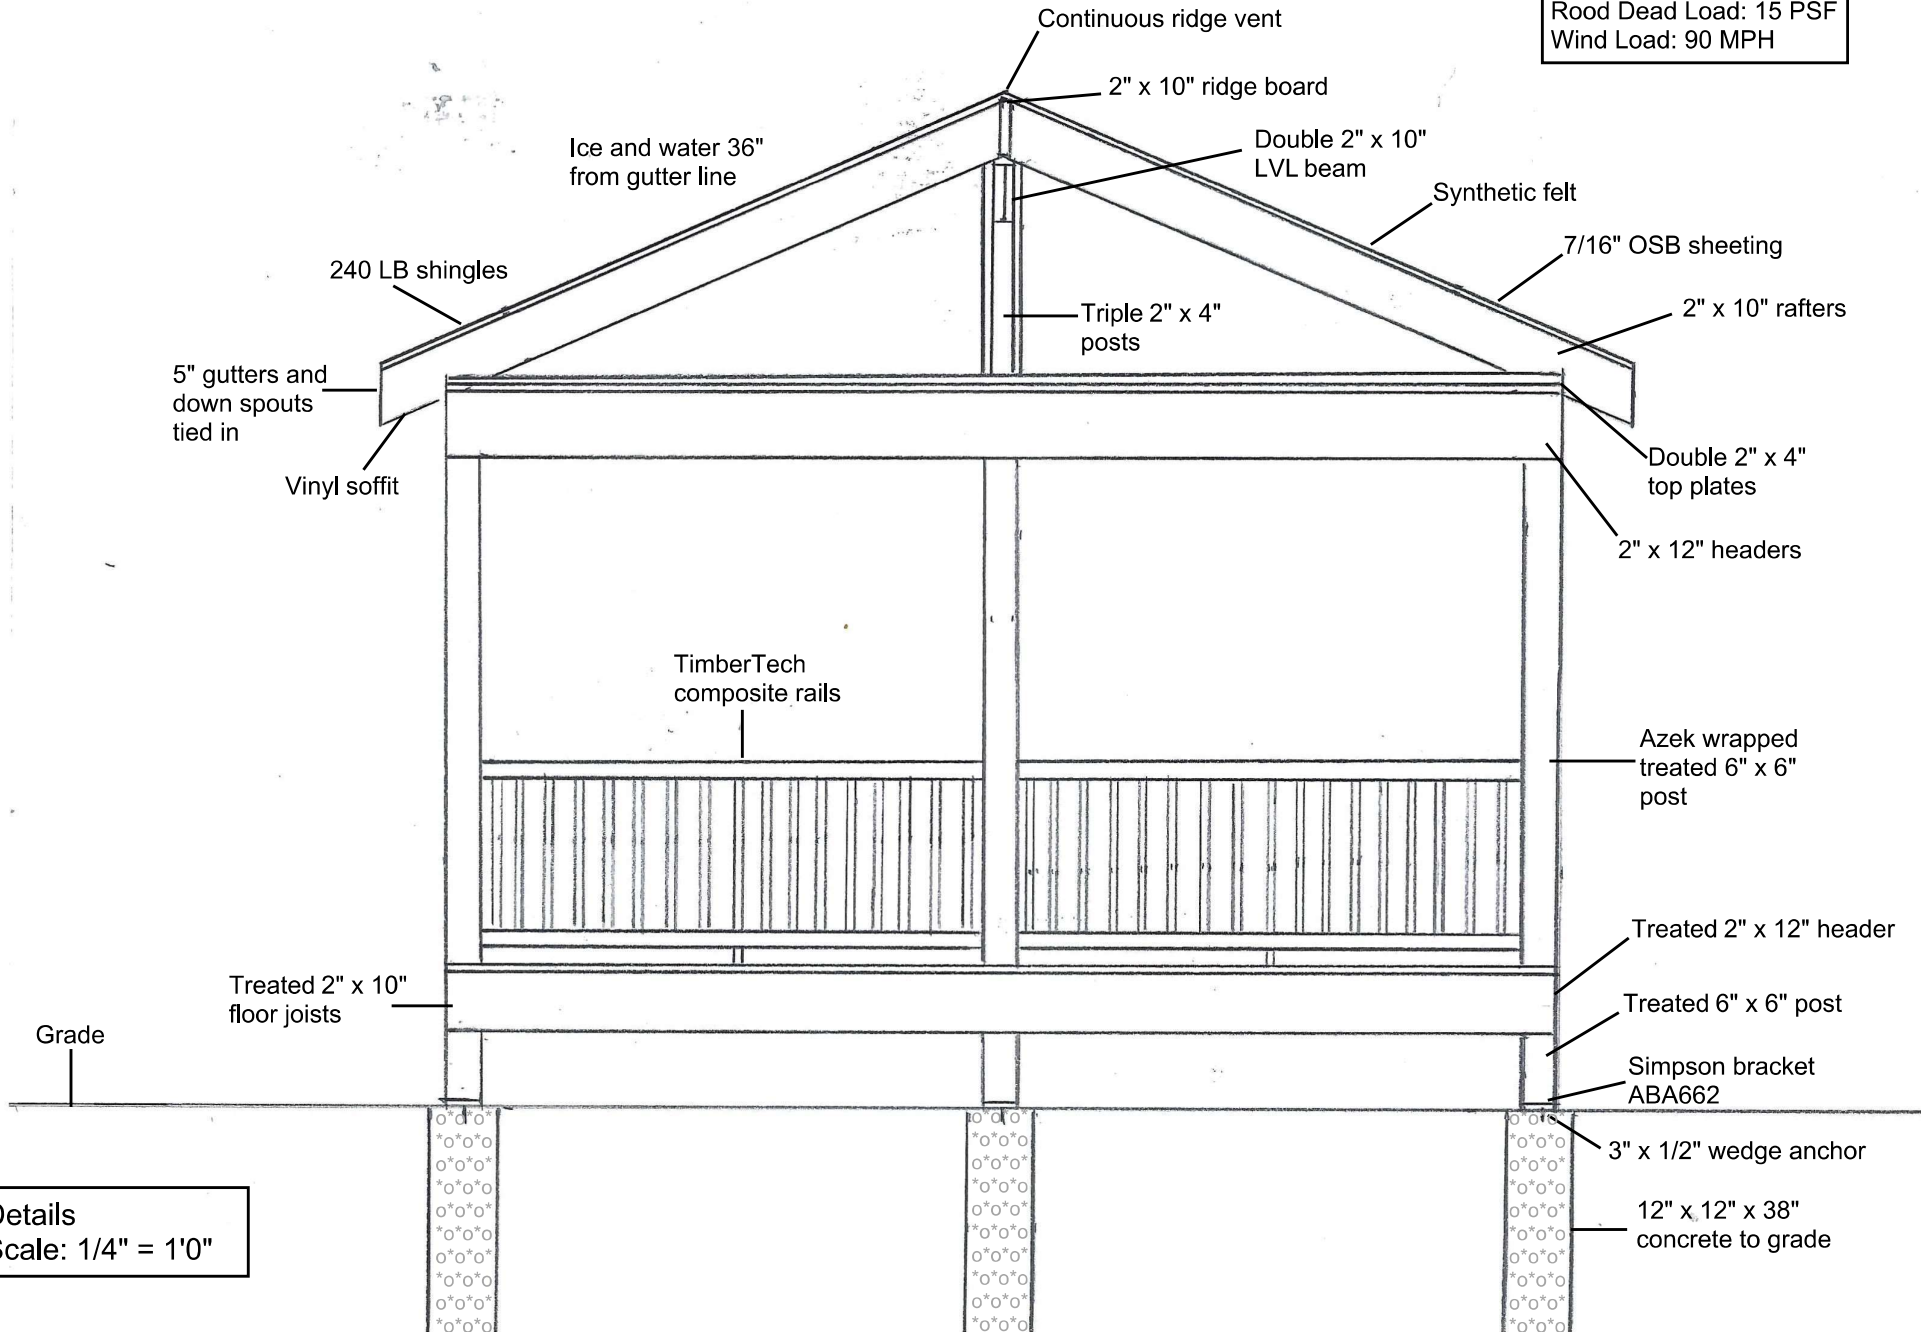 Rood Dead Load: 15 PSF
Wind Load: 90 MPH
Continuous ridge vent
2" x 10" ridge board
Double 2" x 10"
LVL beam
Ice and water 36"
from gutter line
Synthetic felt
7/16" OSB sheeting
240 LB shingles
2" x 10" rafters
Triple 2" x 4"
posts
5" gutters and
down spouts
tied in
Vinyl soffit
Double 2" x 4"
top plates
2" x 12" headers
TimberTech
composite rails
Azek wrapped
treated 6" x 6"
post
Treated 2" x 12" header
Treated 2" x 10"
floor joists
Treated 6" x 6" post
Grade
Simpson bracket
ABA662
3" x 1/2" wedge anchor
12" x 12" x 38"
concrete to grade
Details
Scale: 1/4" = 1'0"